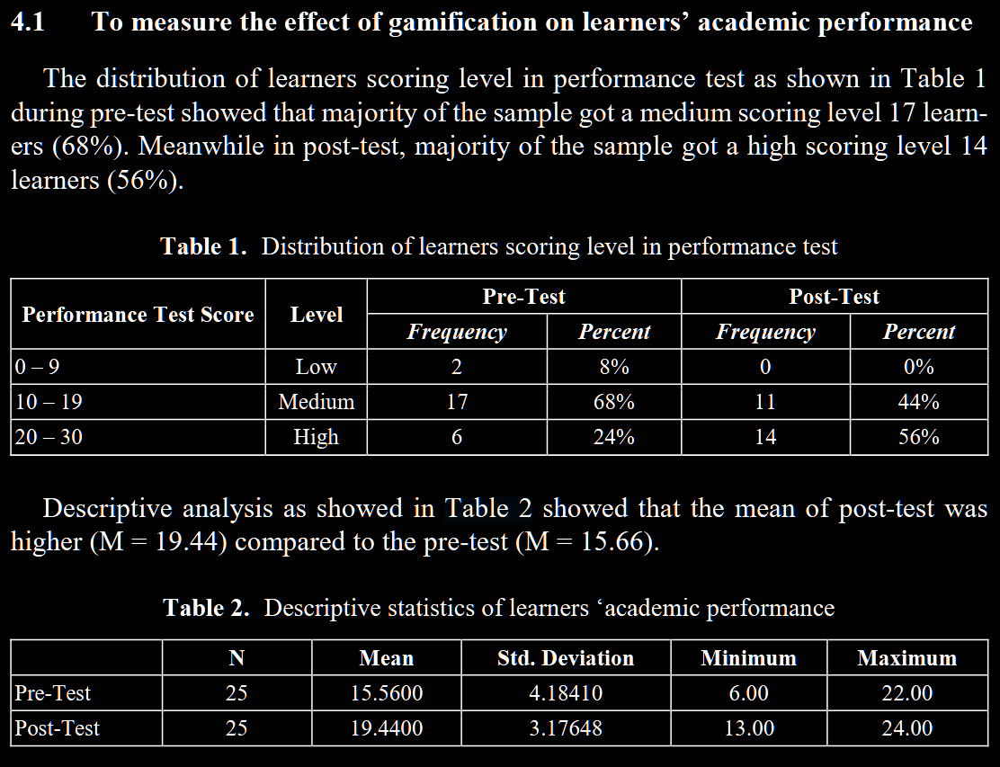 4.1 To measure the effect of gamification on learners’ academic performance
The distribution of learners scoring level in performance test as shown in Table 1
during pre-test showed that majority of the sample got a medium scoring level 17 learn-
ers (68%). Meanwhile in post-test, majority of the sample got a high scoring level 14
learners (56%).
Table 1. Distribution of learners scoring level in performance test
Performance Test Score Level Pre-Test Post-Test
Frequency Percent Frequency Percent
0 – 9 Low 2 8% 0 0%
10 – 19 Medium 17 68% 11 44%
20 – 30 High 6 24% 14 56%
Descriptive analysis as showed in Table 2 showed that the mean of post-test was
higher (M = 19.44) compared to the pre-test (M = 15.66).
Table 2. Descriptive statistics of learners ‘academic performance
N Mean Std. Deviation Minimum Maximum
Pre-Test 25 15.5600 4.18410 6.00 22.00
Post-Test 25 19.4400 3.17648 13.00 24.00